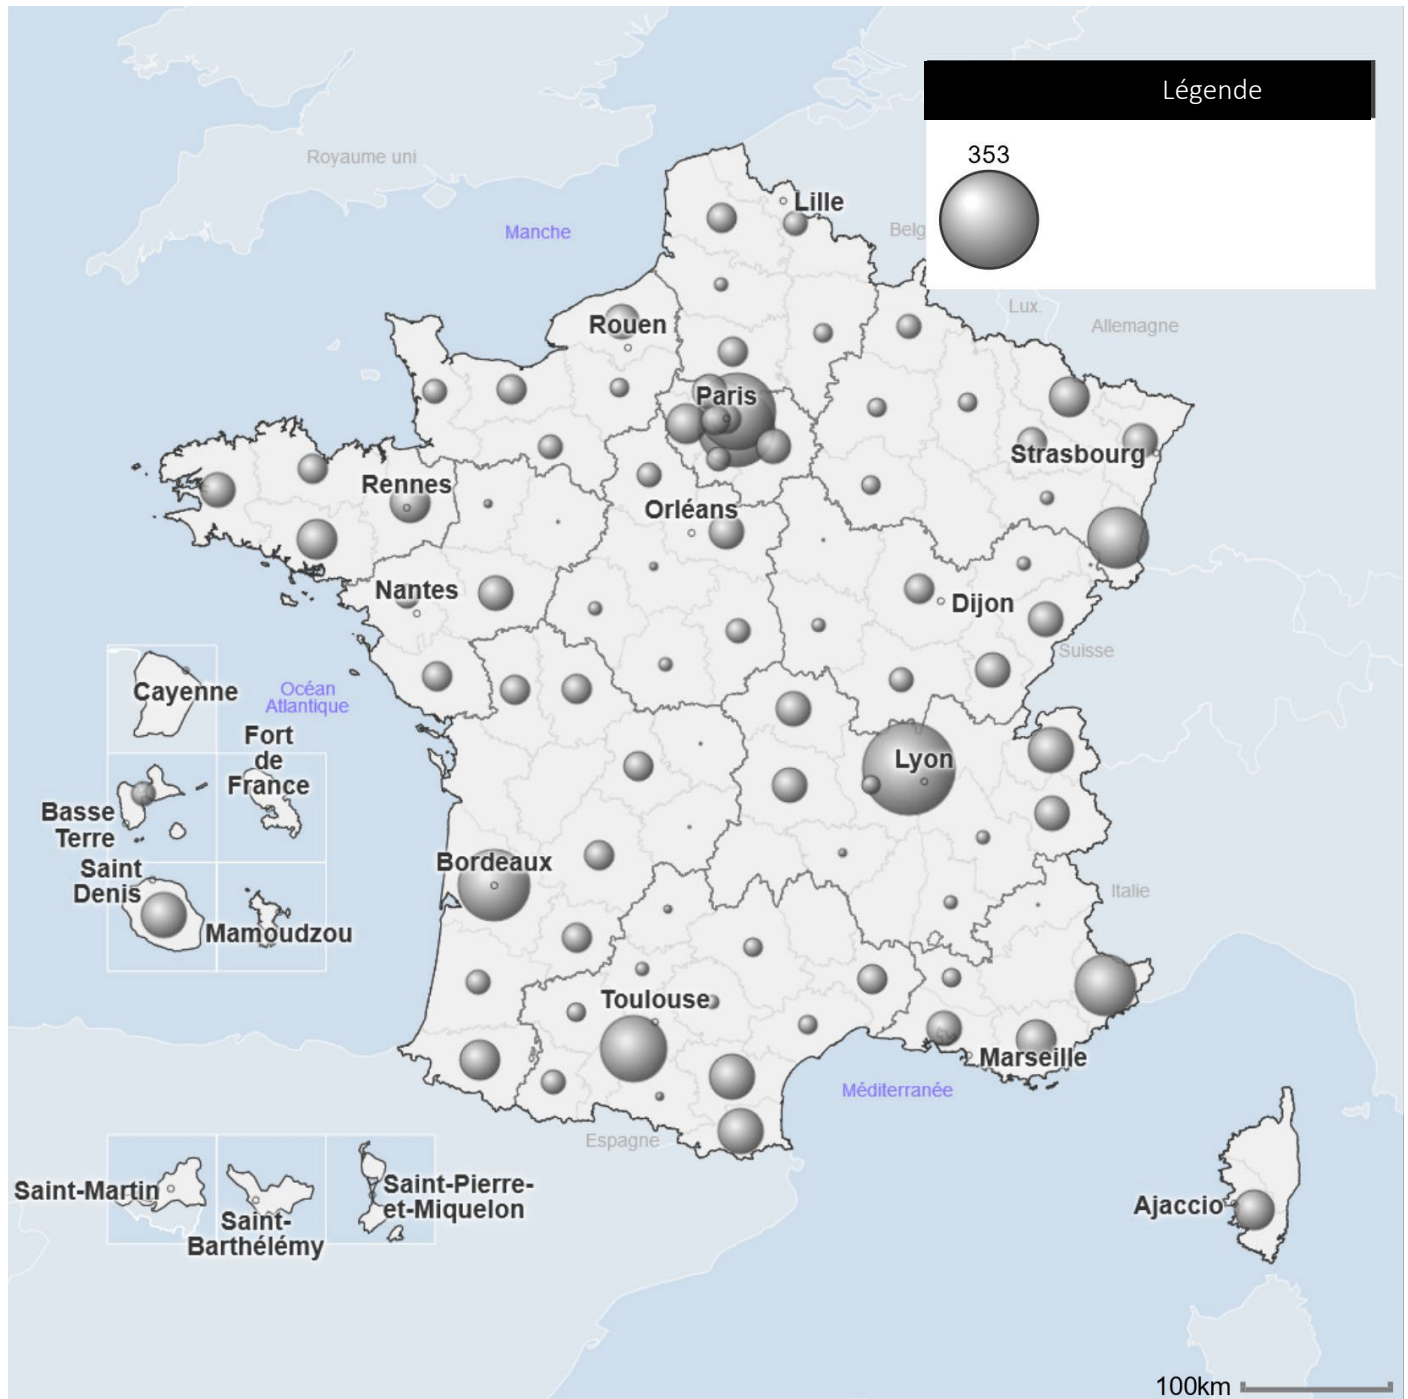 Légende
353
Royaume uni
Manche
Lille
Belg
Lux.
Allemagne
Rouen
Paris
Strasbourg
Rennes
Orléans
Nantes
Dijon
Suisse
Cayenne
Océan
Atlantique
Fort
de
France
Basse
Terre
Lyon
Saint
Denis
Mamoudzou
Bordeaux
Italie
Toulouse
Marseille
Méditerranée
Espagne
Saint-Martin
Saint-
Barthélémy
Saint-Pierre-
et-Miquelon
Ajaccio
100km